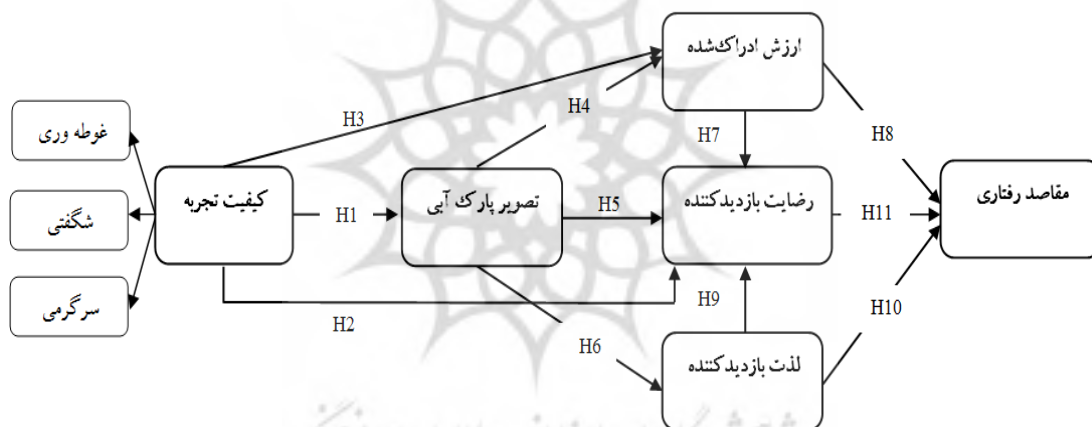 ارزش ادراک‌شده
H3
H4
غوطه وری
H7
H8
کیفیت تجربه
تصویر پارک آبی
رضایت بازدیدکننده
مقاصد رفتاری
شگفتی
H1
H5
H11
سرگرمی
H2
H9
H10
H6
لذت بازدیدکننده